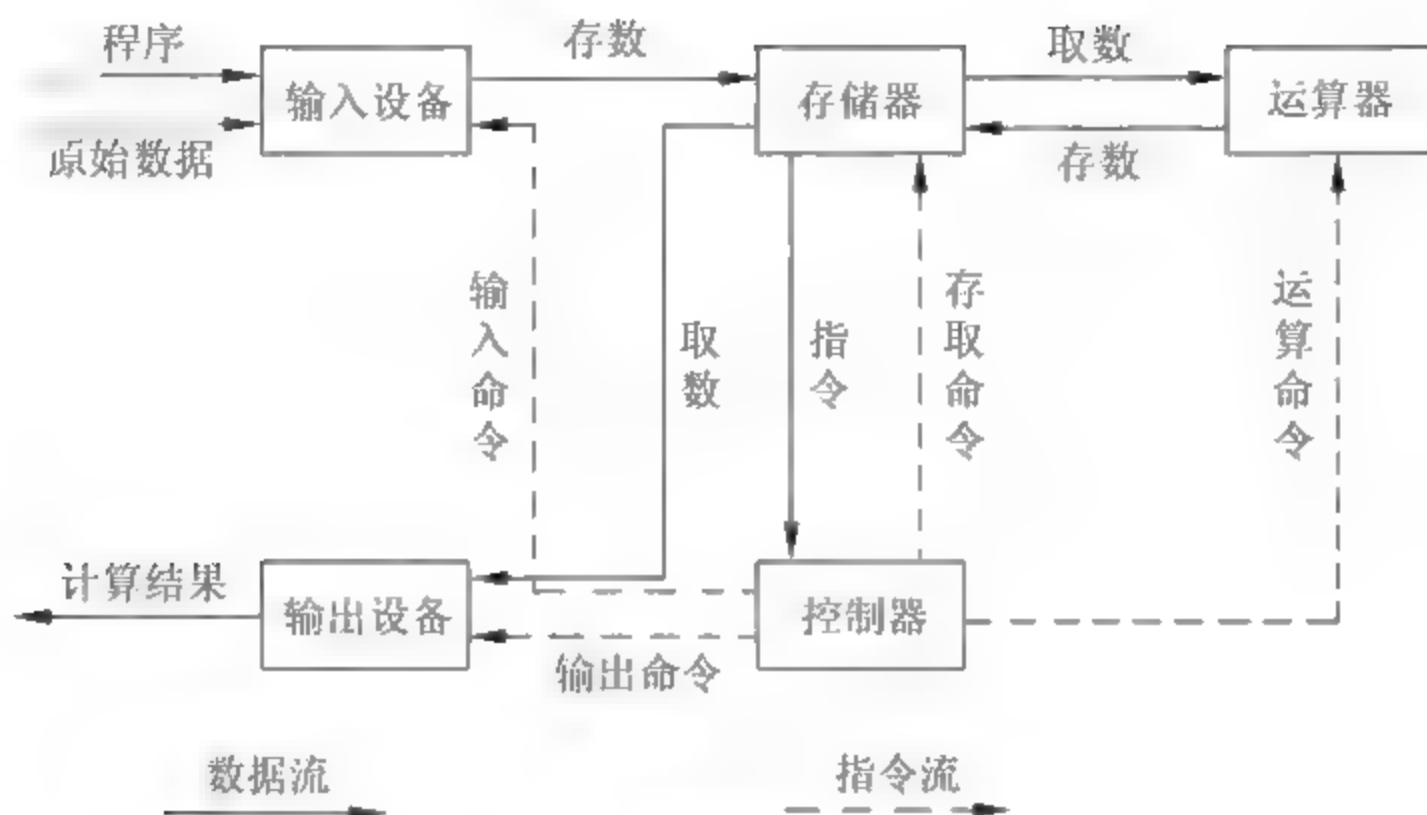 程序
存数
取数
输入设备
存储器
运算器
原始数据
存数
输入命令
取数
指令
存取命令
运算命令
计算结果
输出设备
控制器
输出命令
数据流
指令流